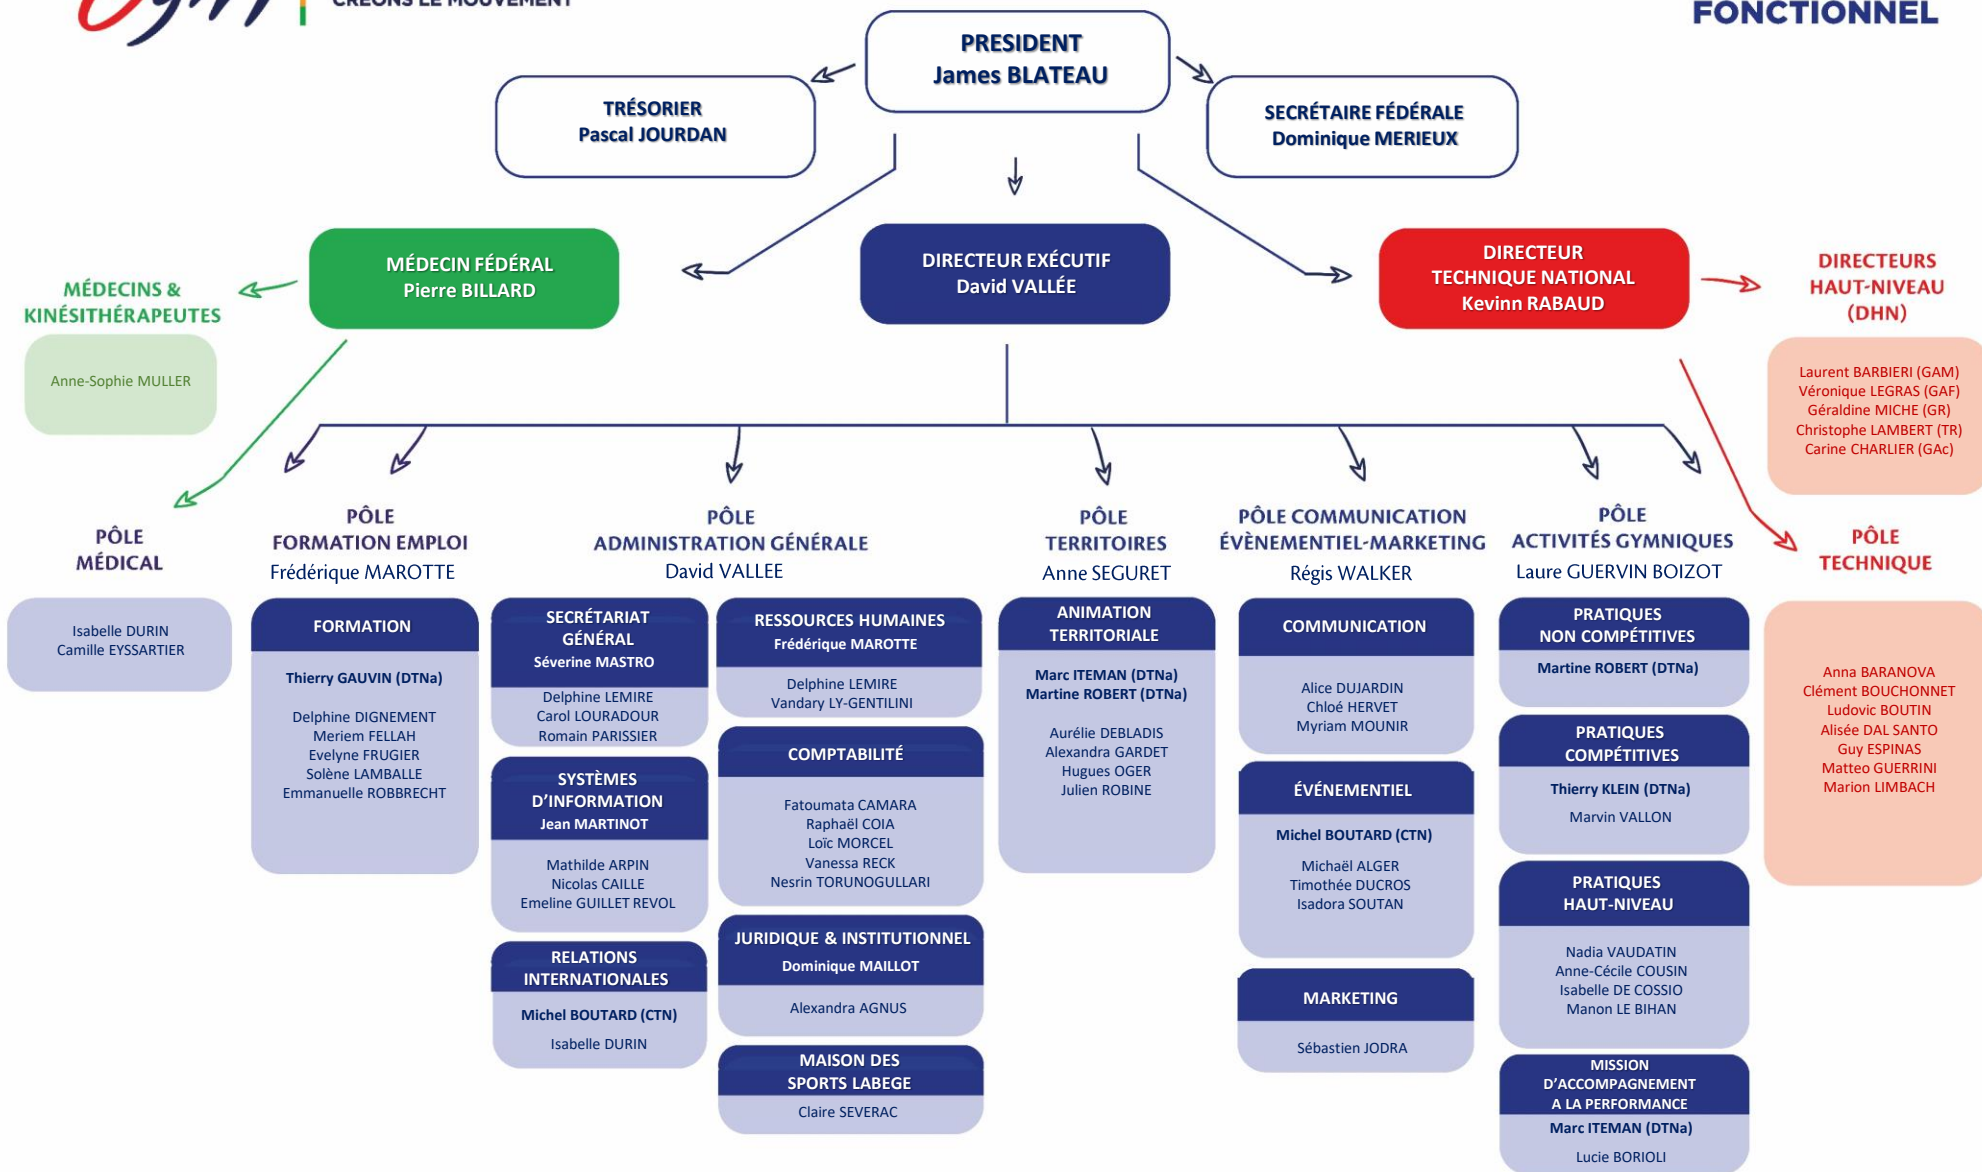 CRÉONS LE MOUVEMENT
FONCTIONNEL
PRESIDENT
James BLATEAU
TRÉSORIER
Pascal JOURDAN
SECRÉTAIRE FÉDÉRALE
Dominique MERIEUX
MÉDECIN FÉDÉRAL
Pierre BILLARD
DIRECTEUR EXÉCUTIF
David VALLÉE
DIRECTEUR
TECHNIQUE NATIONAL
Kevinn RABAUD
MÉDECINS &
KINÉSITHÉRAPEUTES
Anne-Sophie MULLER
DIRECTEURS
HAUT-NIVEAU
(DHN)
Laurent BARBIERI (GAM)
Véronique LEGRAS (GAF)
Géraldine MICHE (GR)
Christophe LAMBERT (TR)
Carine CHARLIER (GAc)
PÔLE
MÉDICAL
Isabelle DURIN
Camille EYSSARTIER
PÔLE
FORMATION EMPLOI
Frédérique MAROTTE
FORMATION
Thierry GAUVIN (DTNa)
Delphine DIGNEMENT
Meriem FELLAH
Evelyne FRUGIER
Solène LAMBALLE
Emmanuelle ROBBRECHT
PÔLE
ADMINISTRATION GÉNÉRALE
David VALLEE
SECRÉTARIAT
GÉNÉRAL
Séverine MASTRO
Delphine LEMIRE
Carol LOURADOUR
Romain PARISSIER
SYSTÈMES
D'INFORMATION
Jean MARTINOT
Mathilde ARPIN
Nicolas CAILLE
Emeline GUILLET REVOL
RELATIONS
INTERNATIONALES
Michel BOUTARD (CTN)
Isabelle DURIN
RESSOURCES HUMAINES
Frédérique MAROTTE
Delphine LEMIRE
Vandary LY-GENTILINI
COMPTABILITÉ
Fatoumata CAMARA
Raphaël COIA
Loïc MORCEL
Vanessa RECK
Nesrin TORUNOGULLARI
JURIDIQUE & INSTITUTIONNEL
Dominique MAILLOT
Alexandra AGNUS
MAISON DES
SPORTS LABEGE
Claire SEVERAC
PÔLE
TERRITOIRES
Anne SEGURET
ANIMATION
TERRITORIALE
Marc ITEMAN (DTNa)
Martine ROBERT (DTNa)
Aurélie DEBLADIS
Alexandra GARDET
Hugues OGER
Julien ROBINE
PÔLE COMMUNICATION
ÉVÈNEMENTIEL-MARKETING
Régis WALKER
COMMUNICATION
Alice DUJARDIN
Chloé HERVET
Myriam MOUNIR
ÉVÉNEMENTIEL
Michel BOUTARD (CTN)
Michaël ALGER
Timothée DUCROS
Isadora SOUTAN
MARKETING
Sébastien JODRA
PÔLE
ACTIVITÉS GYMNIQUES
Laure GUERVIN BOIZOT
PRATIQUES
NON COMPÉTITIVES
Martine ROBERT (DTNa)
PRATIQUES
COMPÉTITIVES
Thierry KLEIN (DTNa)
Marvin VALLON
PRATIQUES
HAUT-NIVEAU
Nadia VAUDATIN
Anne-Cécile COUSIN
Isabelle DE COSSIO
Manon LE BIHAN
MISSION
D'ACCOMPAGNEMENT
A LA PERFORMANCE
Marc ITEMAN (DTNa)
Lucie BORIOLI
PÔLE
TECHNIQUE
Anna BARANOVA
Clément BOUCHONNET
Ludovic BOUTIN
Alisée DAL SANTO
Guy ESPINAS
Matteo GUERRINI
Marion LIMBACH